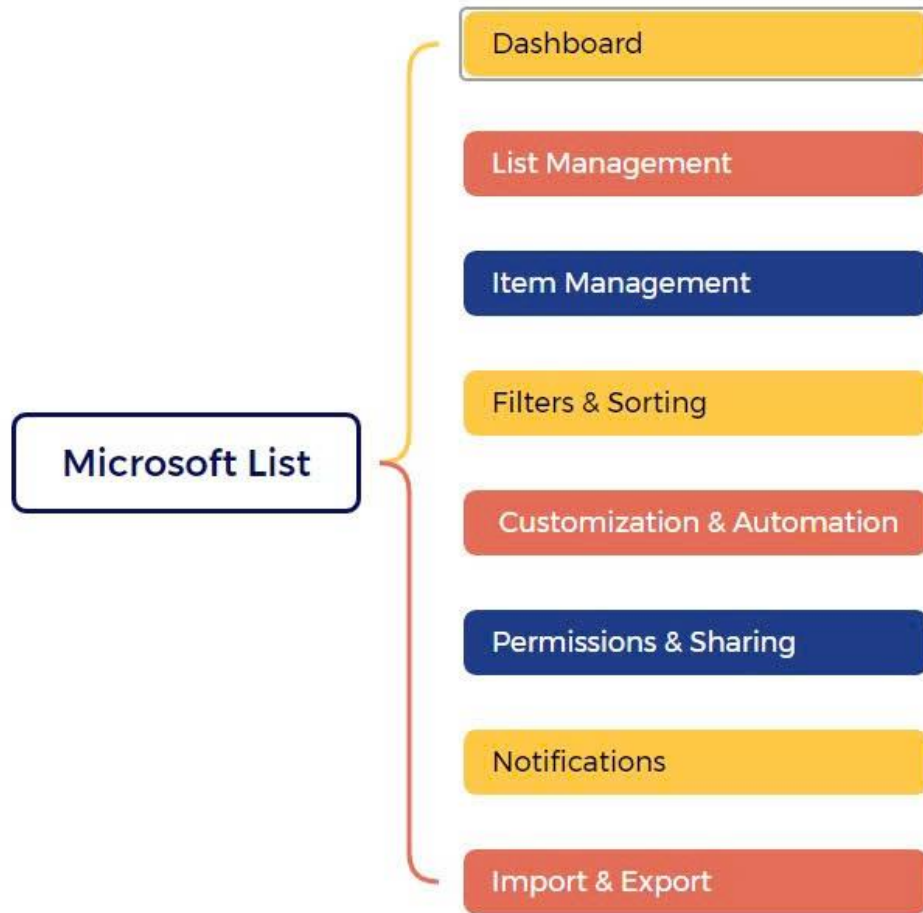 Dashboard
List Management
Item Management
Filters & Sorting
Microsoft List
Customization & Automation
Permissions & Sharing
Notifications
Import & Export